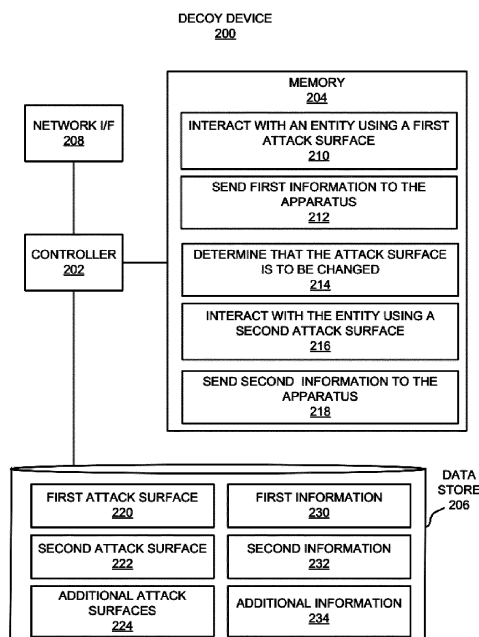 DECOY DEVICE
200
MEMORY
204
INTERACT WITH AN ENTITY USING A FIRST
ATTACK SURFACE
210
SEND FIRST INFORMATION TO THE
APPARATUS
212
DETERMINE THAT THE ATTACK SURFACE
IS TO BE CHANGED
214
INTERACT WITH THE ENTITY USING A
SECOND ATTACK SURFACE
216
SEND SECOND INFORMATION TO THE
APPARATUS
218
NETWORK I/F
208
CONTROLLER
202
DATA
STORE
206
FIRST ATTACK SURFACE
220
FIRST INFORMATION
230
SECOND ATTACK SURFACE
222
SECOND INFORMATION
232
ADDITIONAL ATTACK
SURFACES
224
ADDITIONAL INFORMATION
234